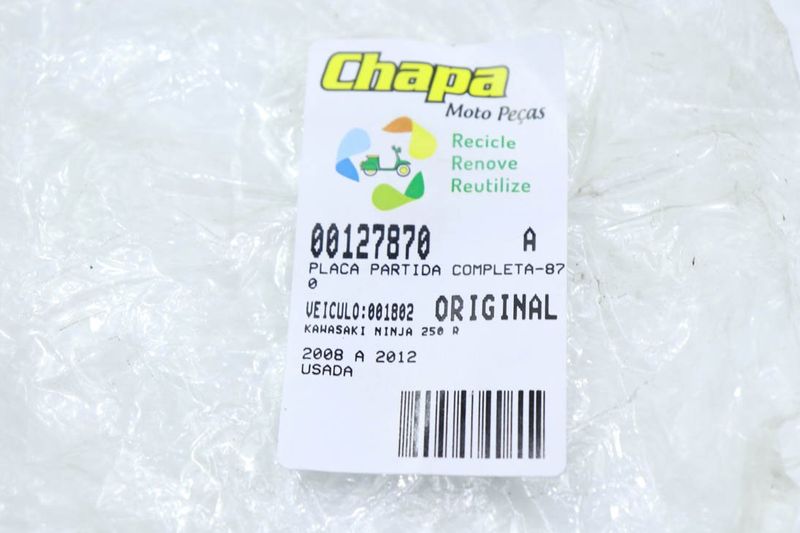 Chapa
Moto Peças
Recicle
Renove
Reutilize
00127870 A
PLACA PARTIDA COMPLETA-87
0
VEICULO:001802 ORIGINAL
KAWASAKI NINJA 250 R
2008 A 2012
USADA